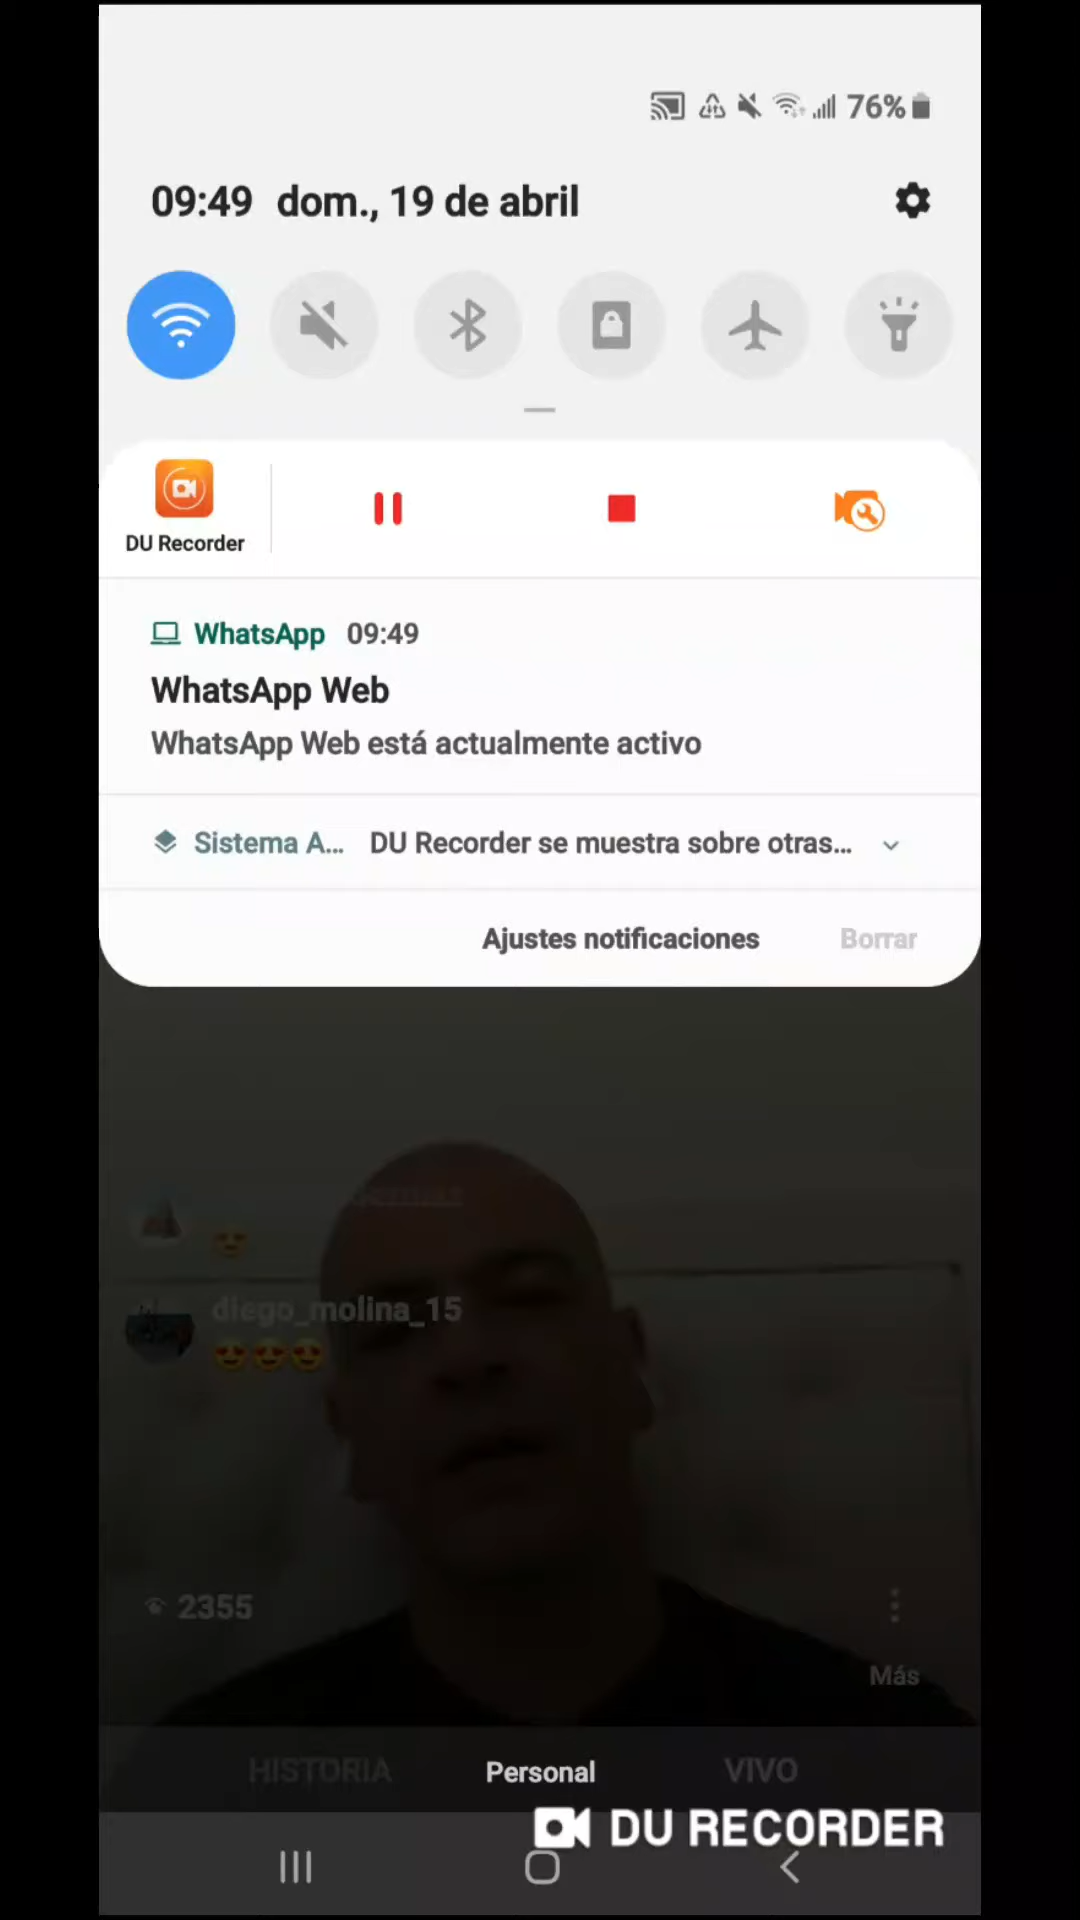 76%
09:49 dom., 19 de abril
DU Recorder
WhatsApp 09:49
WhatsApp Web
WhatsApp Web está actualmente activo
Sistema A... DU Recorder se muestra sobre otras...
Ajustes notificaciones Borrar
diego_molina_15
2355
Más
HISTORIA Personal VIVO
DU RECORDER